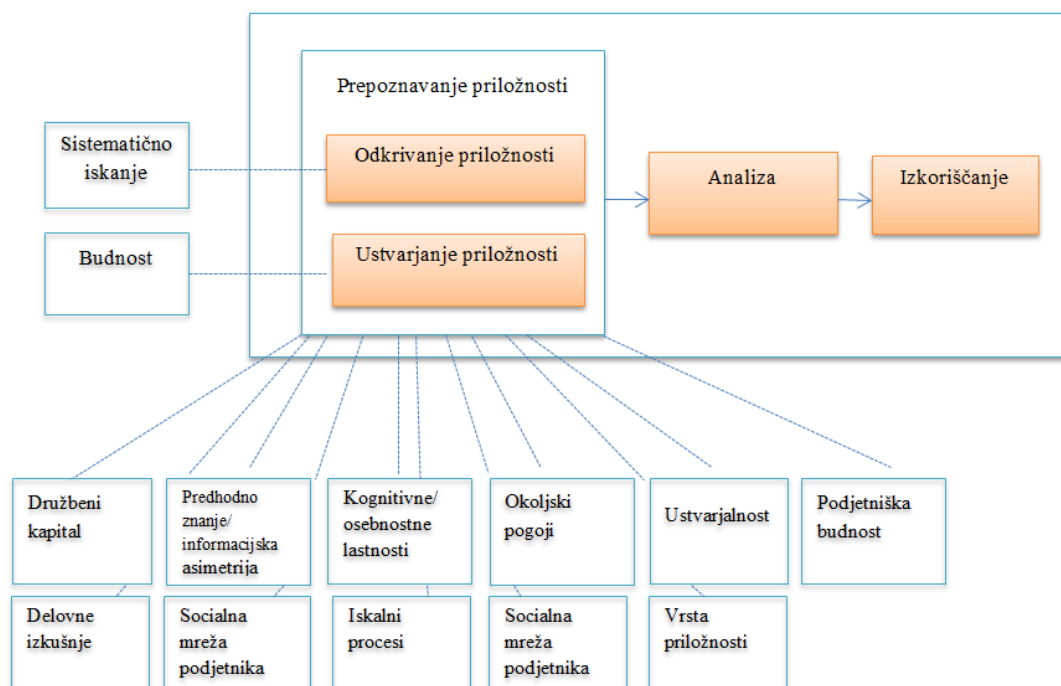 Prepoznavanje priložnosti
Sistematično
iskanje
Odkrivanje priložnosti
Analiza
Izkoriščanje
Budnost
Ustvarjanje priložnosti
Družbeni
kapital
Predhodno
znanje/
informacijska
asimetrija
Kognitivne/
osebnostne
lastnosti
Okoljski
pogoji
Ustvarjalnost
Podjetniška
budnost
Delovne
izkušnje
Socialna
mreža
podjetnika
Iskalni
procesi
Socialna
mreža
podjetnika
Vrsta
priložnosti